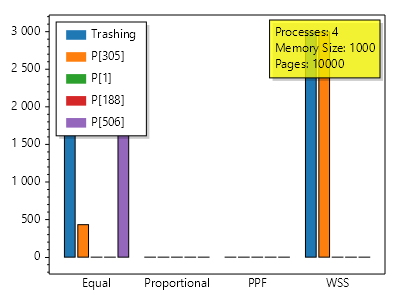 3 000
2 500
2 000
1 500
1 000
500
0
Trashing
P[305]
P[1]
P[188]
P[506]
Processes: 4
Memory Size: 1000
Pages: 10000
Equal Proportional PPF WSS